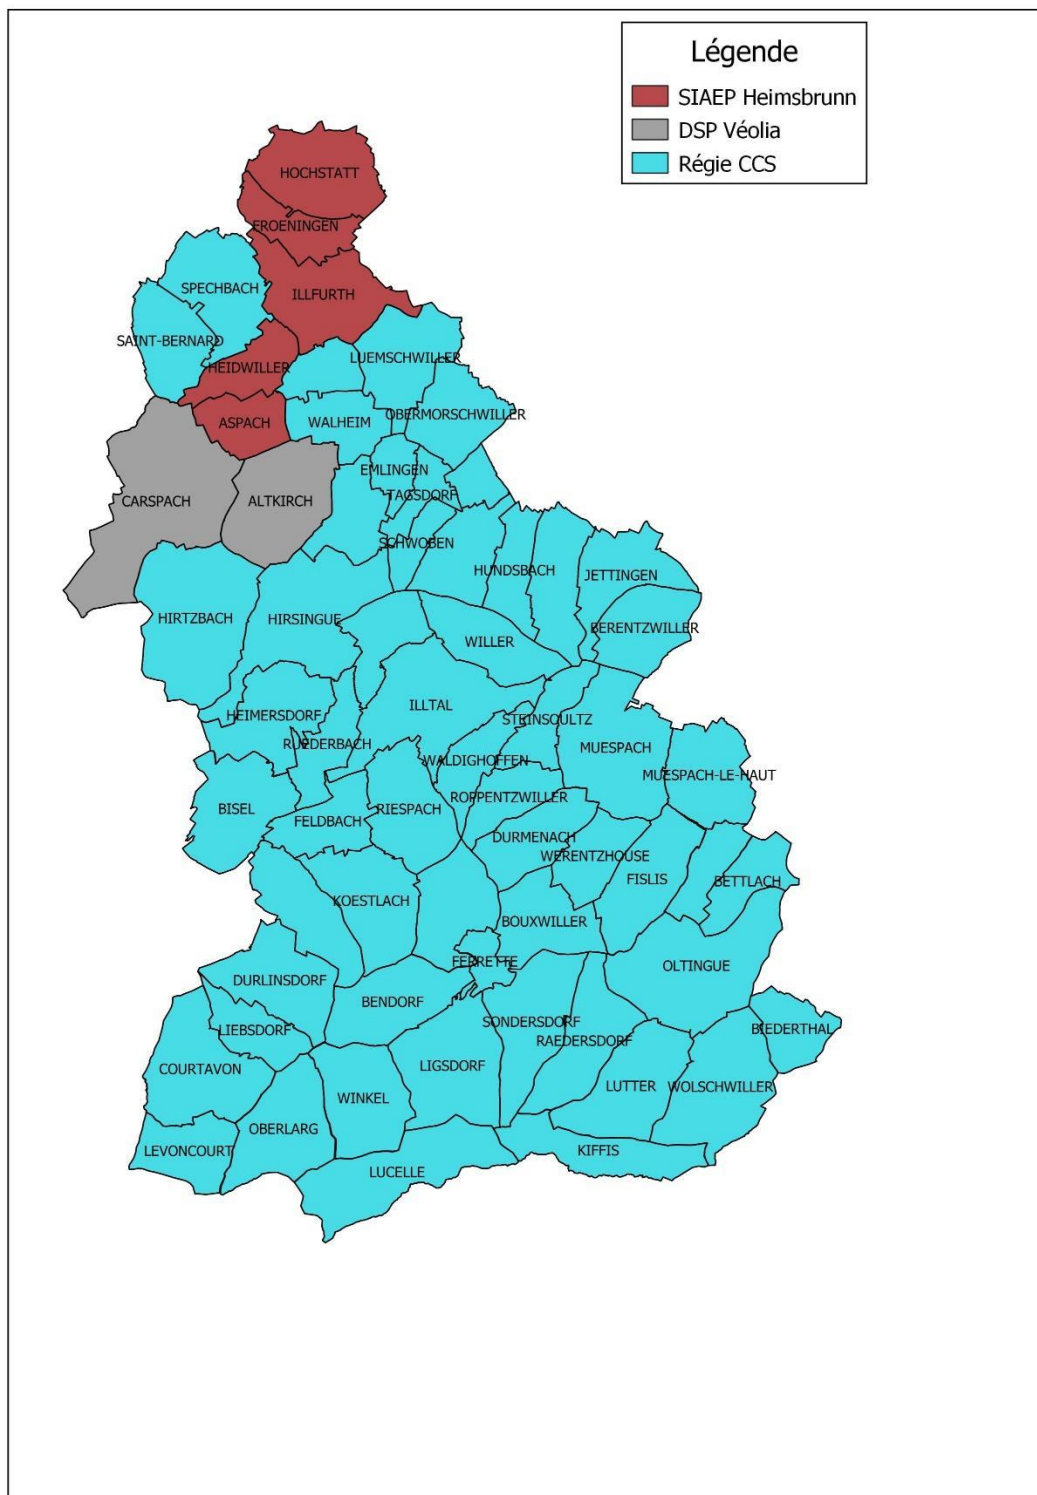 Légende
SIAEP Heimsbrunn
DSP Véolia
Régie CCS
HOCHSTATT
FROENINGEN
SPECHBACH
ILLFURTH
SAINT-BERNARD
LUEMSCHWILLER
HEIDWILLER
OBERMORSCHWILLER
ASPACH
WALHEIM
EMLINGEN
TAGSDORF
CARSPACH
ALTKIRCH
SCHWOBEN
HUNDSBACH
JETTINGEN
HIRTZBACH
HIRSINGUE
BERENTZWILLER
WILLER
ILLTAL
HEIMERSDORF
STEINSOULTZ
RUEDERBACH
MUESPACH
WALDIGHOFFEN
MUESPACH-LE-HAUT
ROPPENTZWILLER
BISEL
RIESPACH
FELDBACH
DURMENACH
WERENTZHOUSE
FISLIS
BETTLACH
KOESTLACH
BOUXWILLER
FERRETTE
OLTINGUE
DURLINSDORF
BENDORF
SONDERSDORF
LIEBSDORF
BIEDERTHAL
RAEDERSDORF
COURTAVON
LIGSDORF
LUTTER
WOLSCHWILLER
WINKEL
OBERLARG
LEVONCOURT
KIFFIS
LUCELLE